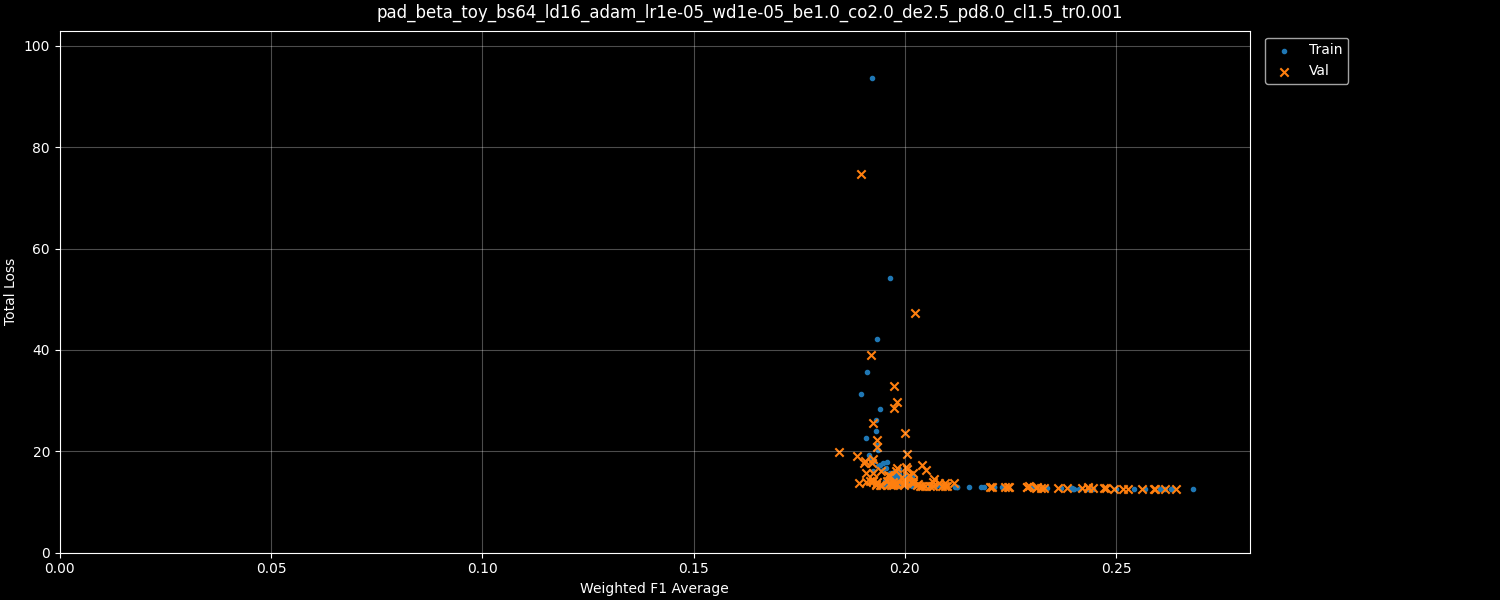 pad_beta_toy_bs64_ld16_adam_lr1e-05_wd1e-05_be1.0_co2.0_de2.5_pd8.0_cl1.5_tr0.001
Train
Val
100
80
60
40
20
0
Total Loss
0.00 0.05 0.10 0.15 0.20 0.25
Weighted F1 Average